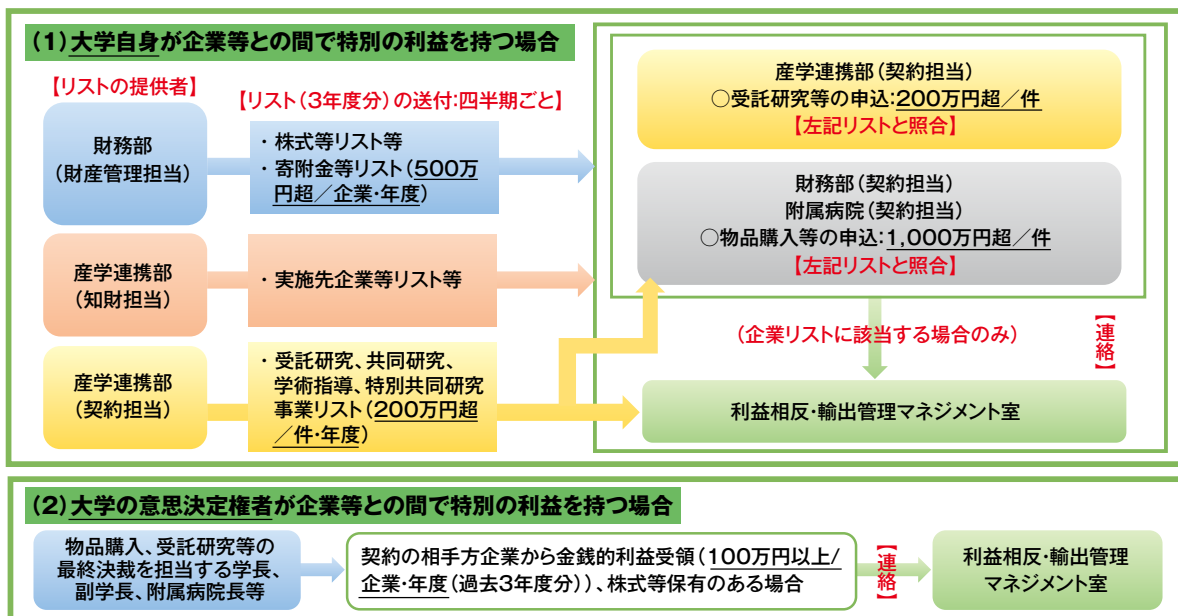 (1)大学自身が企業等との間で特別の利益を持つ場合
【リストの提供者】
【リスト(3年度分)の送付:四半期ごと】
財務部
(財産管理担当)
・ 株式等リスト等
・ 寄附金等リスト(500万
円超／企業・年度)
産学連携部
(知財担当)
・ 実施先企業等リスト等
産学連携部
(契約担当)
・ 受託研究、共同研究、
学術指導、特別共同研究
事業リスト(200万円超
／件・年度)
産学連携部(契約担当)
○受託研究等の申込:200万円超／件
【左記リストと照合】
財務部(契約担当)
附属病院(契約担当)
○物品購入等の申込:1,000万円超／件
【左記リストと照合】
(企業リストに該当する場合のみ)
【連絡】
利益相反・輸出管理マネジメント室
(2)大学の意思決定権者が企業等との間で特別の利益を持つ場合
物品購入、受託研究等の
最終決裁を担当する学長、
副学長、附属病院長等
契約の相手方企業から金銭的利益受領(100万円以上/
企業・年度(過去3年度分))、株式等保有のある場合
【連絡】
利益相反・輸出管理
マネジメント室